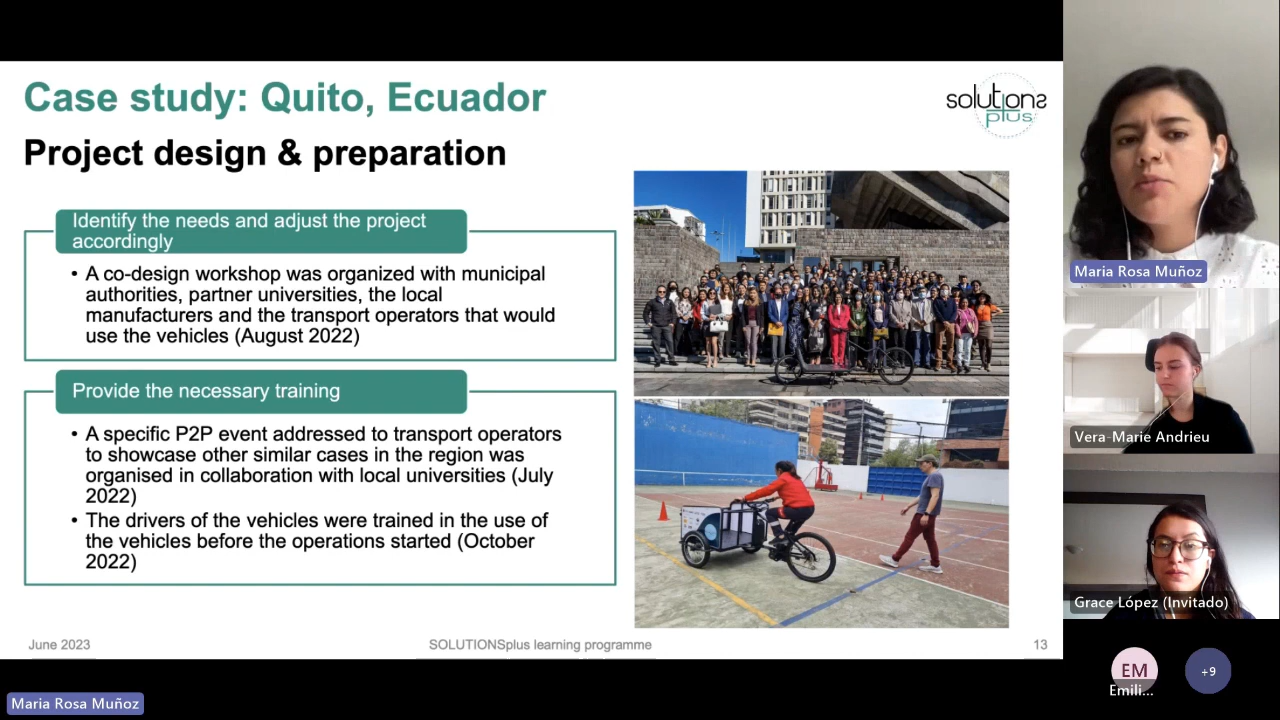 Case study: Quito, Ecuador
solutions
plus
Project design & preparation
Identify the needs and adjust the project
accordingly
• A co-design workshop was organized with municipal
authorities, partner universities, the local
manufacturers and the transport operators that would
use the vehicles (August 2022)
Provide the necessary training
• A specific P2P event addressed to transport operators
to showcase other similar cases in the region was
organised in collaboration with local universities (July
2022)
• The drivers of the vehicles were trained in the use of
the vehicles before the operations started (October
2022)
June 2023
SOLUTIONSplus learning programme
13
Maria Rosa Muñoz
Vera-Marie Andrieu
Grace López (Invitado)
EM
Emili...
+9
Maria Rosa Muñoz